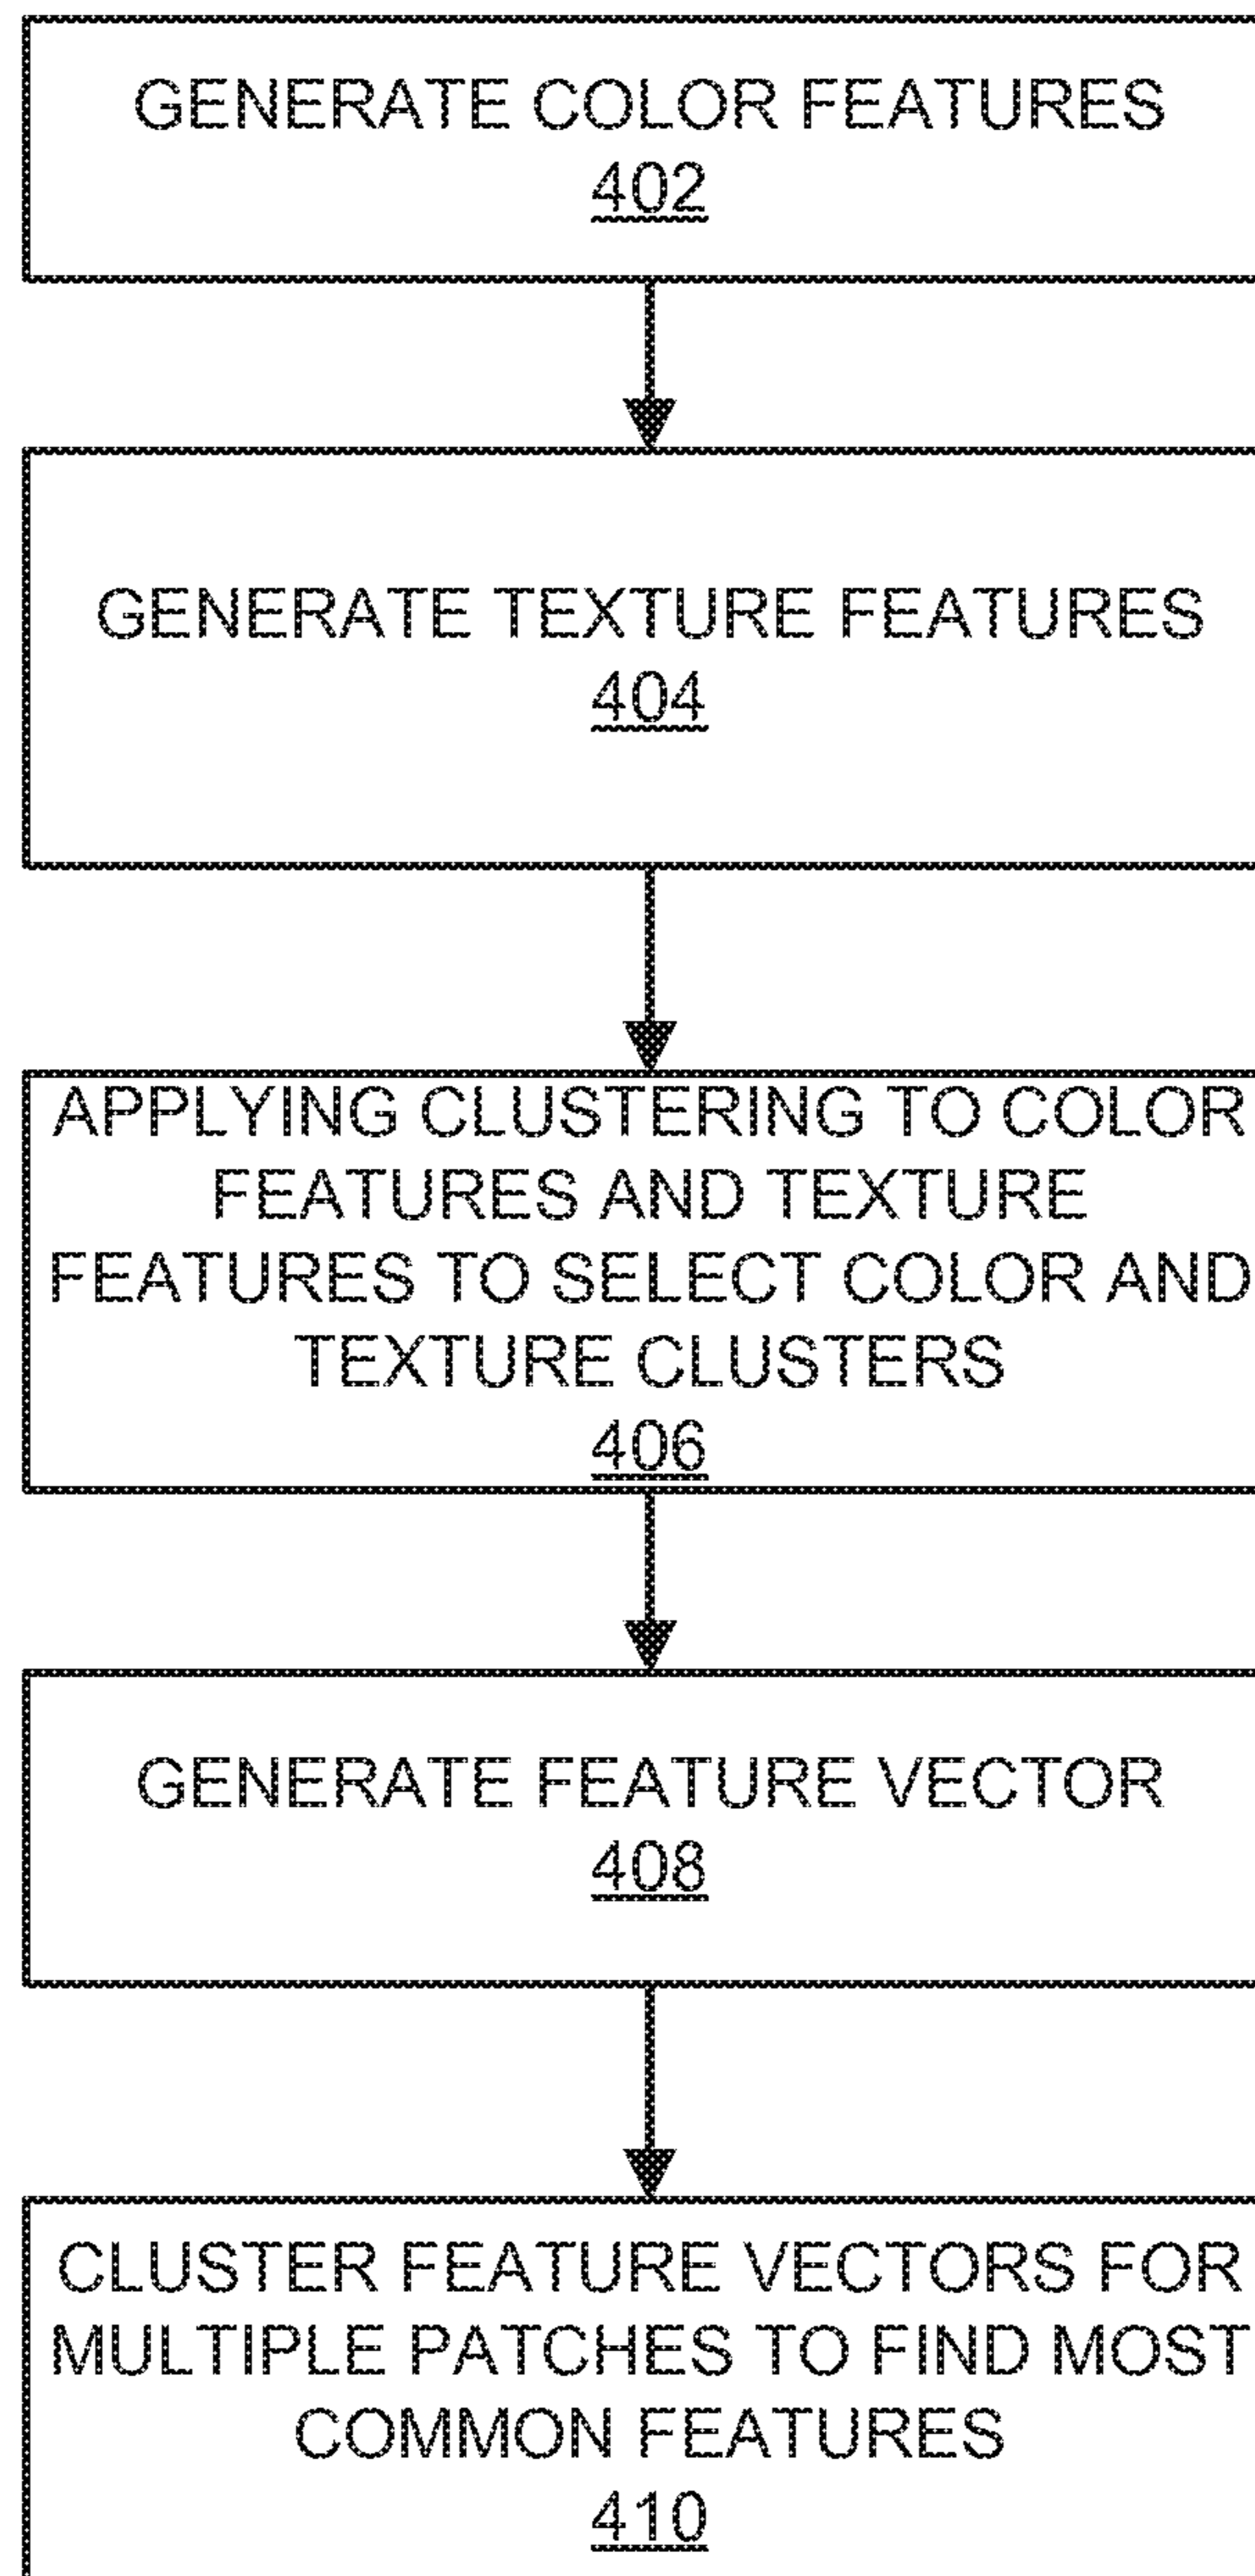 GENERATE COLOR FEATURES
402
GENERATE TEXTURE FEATURES
404
APPLYING CLUSTERING TO COLOR
FEATURES AND TEXTURE
FEATURES TO SELECT COLOR AND
TEXTURE CLUSTERS
406
GENERATE FEATURE VECTOR
408
CLUSTER FEATURE VECTORS FOR
MULTIPLE PATCHES TO FIND MOST
COMMON FEATURES
410